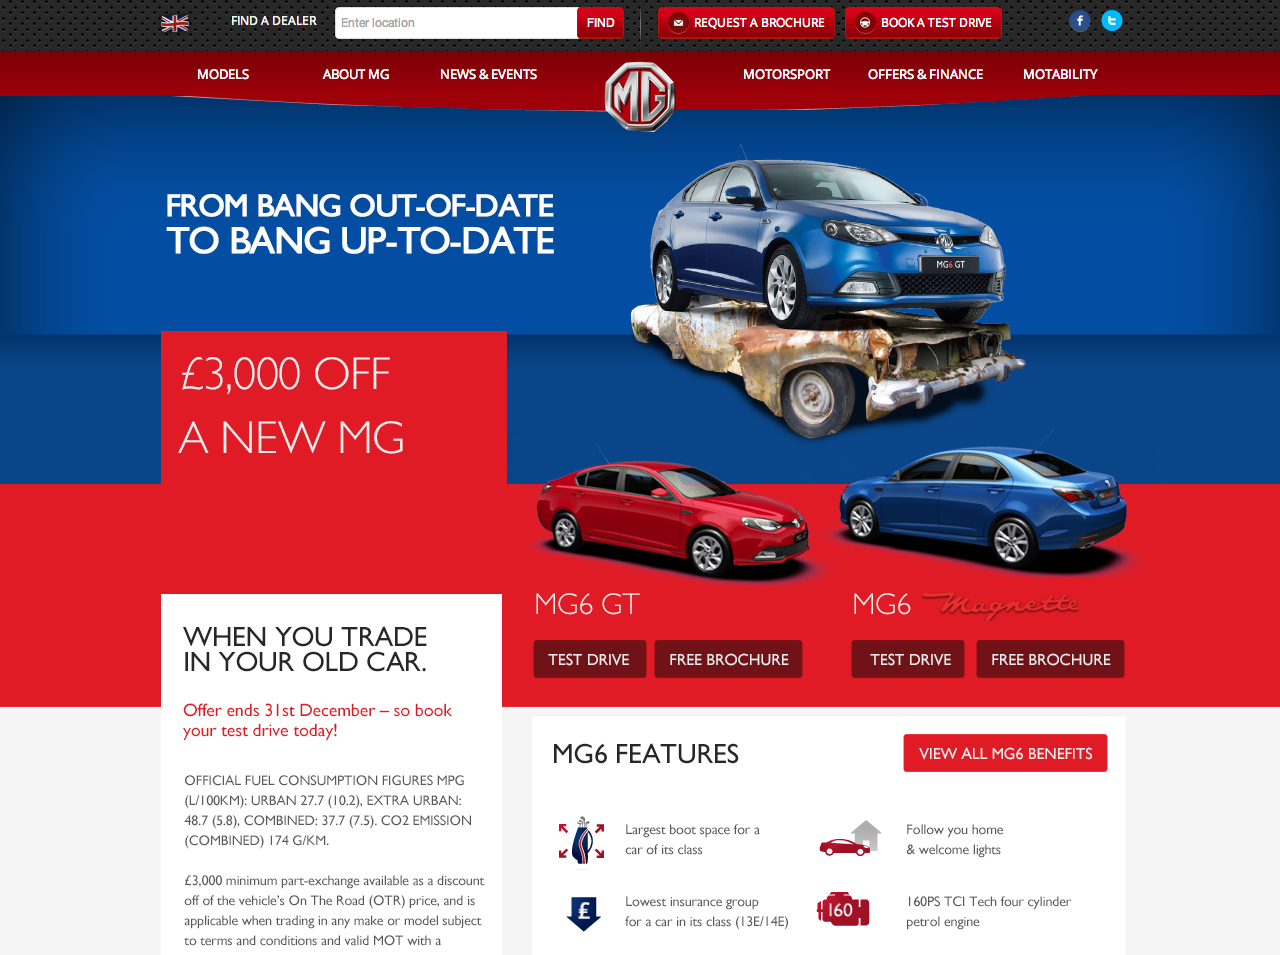 FIND A DEALER
Enter location
FIND
REQUEST A BROCHURE
BOOK A TEST DRIVE
MODELS
ABOUT MG
NEWS & EVENTS
MG
MOTORSPORT
OFFERS & FINANCE
MOTABILITY
FROM BANG OUT-OF-DATE
TO BANG UP-TO-DATE
MG6 GT
£3,000 OFF
A NEW MG
MG6 GT
MG6 Magnette
TEST DRIVE
FREE BROCHURE
TEST DRIVE
FREE BROCHURE
WHEN YOU TRADE
IN YOUR OLD CAR.
Offer ends 31st December – so book
your test drive today!
OFFICIAL FUEL CONSUMPTION FIGURES MPG
(L/100KM): URBAN 27.7 (10.2), EXTRA URBAN:
48.7 (5.8), COMBINED: 37.7 (7.5). CO2 EMISSION
(COMBINED) 174 G/KM.
£3,000 minimum part-exchange available as a discount
off of the vehicle's On The Road (OTR) price, and is
applicable when trading in any make or model subject
to terms and conditions and valid MOT with a
MG6 FEATURES
VIEW ALL MG6 BENEFITS
Largest boot space for a
car of its class
Follow you home
& welcome lights
£
Lowest insurance group
for a car in its class (13E/14E)
160
160PS TCI Tech four cylinder
petrol engine